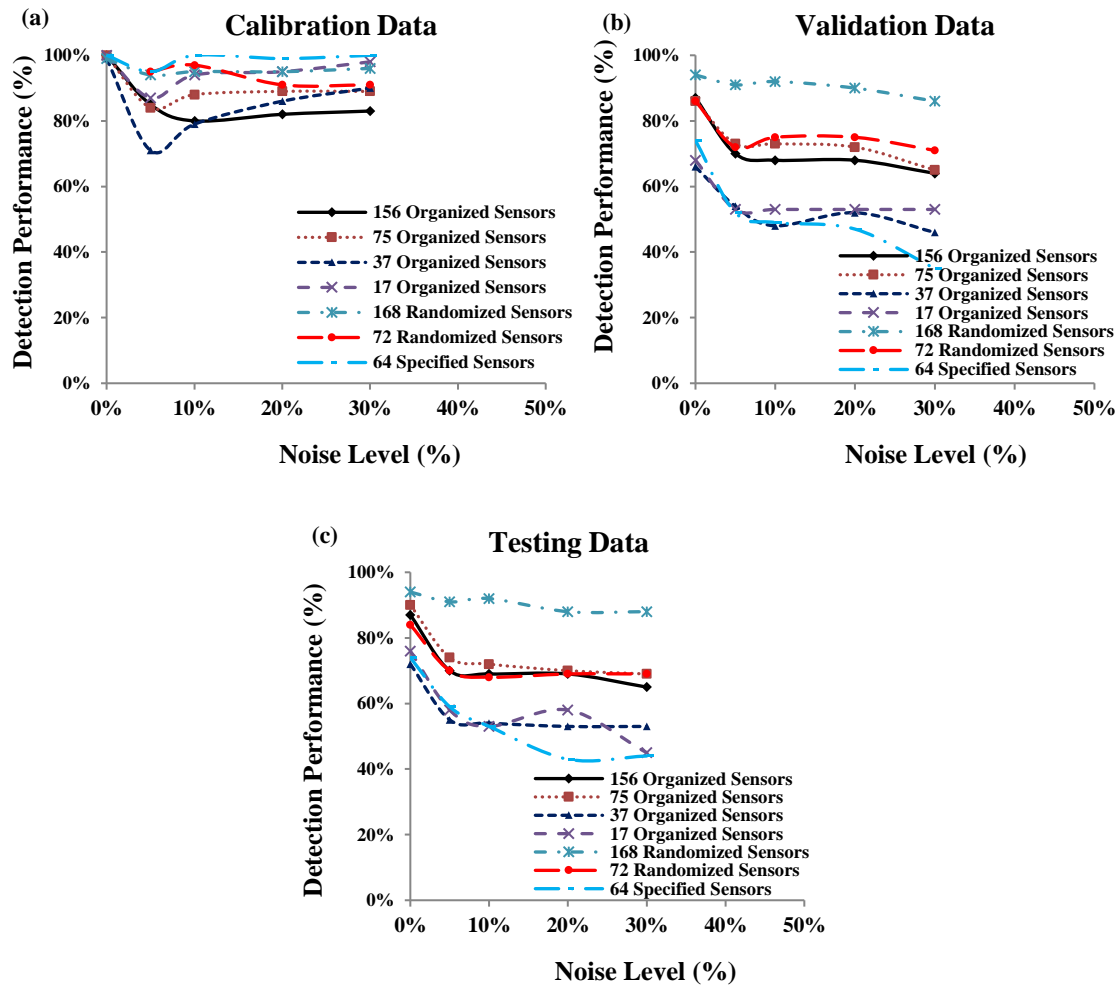 (a)
Calibration Data
Detection Performance (%)
100%
80%
60%
40%
20%
0%
156 Organized Sensors
75 Organized Sensors
37 Organized Sensors
17 Organized Sensors
168 Randomized Sensors
72 Randomized Sensors
64 Specified Sensors
0% 10% 20% 30% 40% 50%
Noise Level (%)
(b)
Validation Data
Detection Performance (%)
100%
80%
60%
40%
20%
0%
156 Organized Sensors
75 Organized Sensors
37 Organized Sensors
17 Organized Sensors
168 Randomized Sensors
72 Randomized Sensors
64 Specified Sensors
0% 10% 20% 30% 40% 50%
Noise Level (%)
(c)
Testing Data
Detection Performance (%)
100%
80%
60%
40%
20%
0%
156 Organized Sensors
75 Organized Sensors
37 Organized Sensors
17 Organized Sensors
168 Randomized Sensors
72 Randomized Sensors
64 Specified Sensors
0% 10% 20% 30% 40% 50%
Noise Level (%)